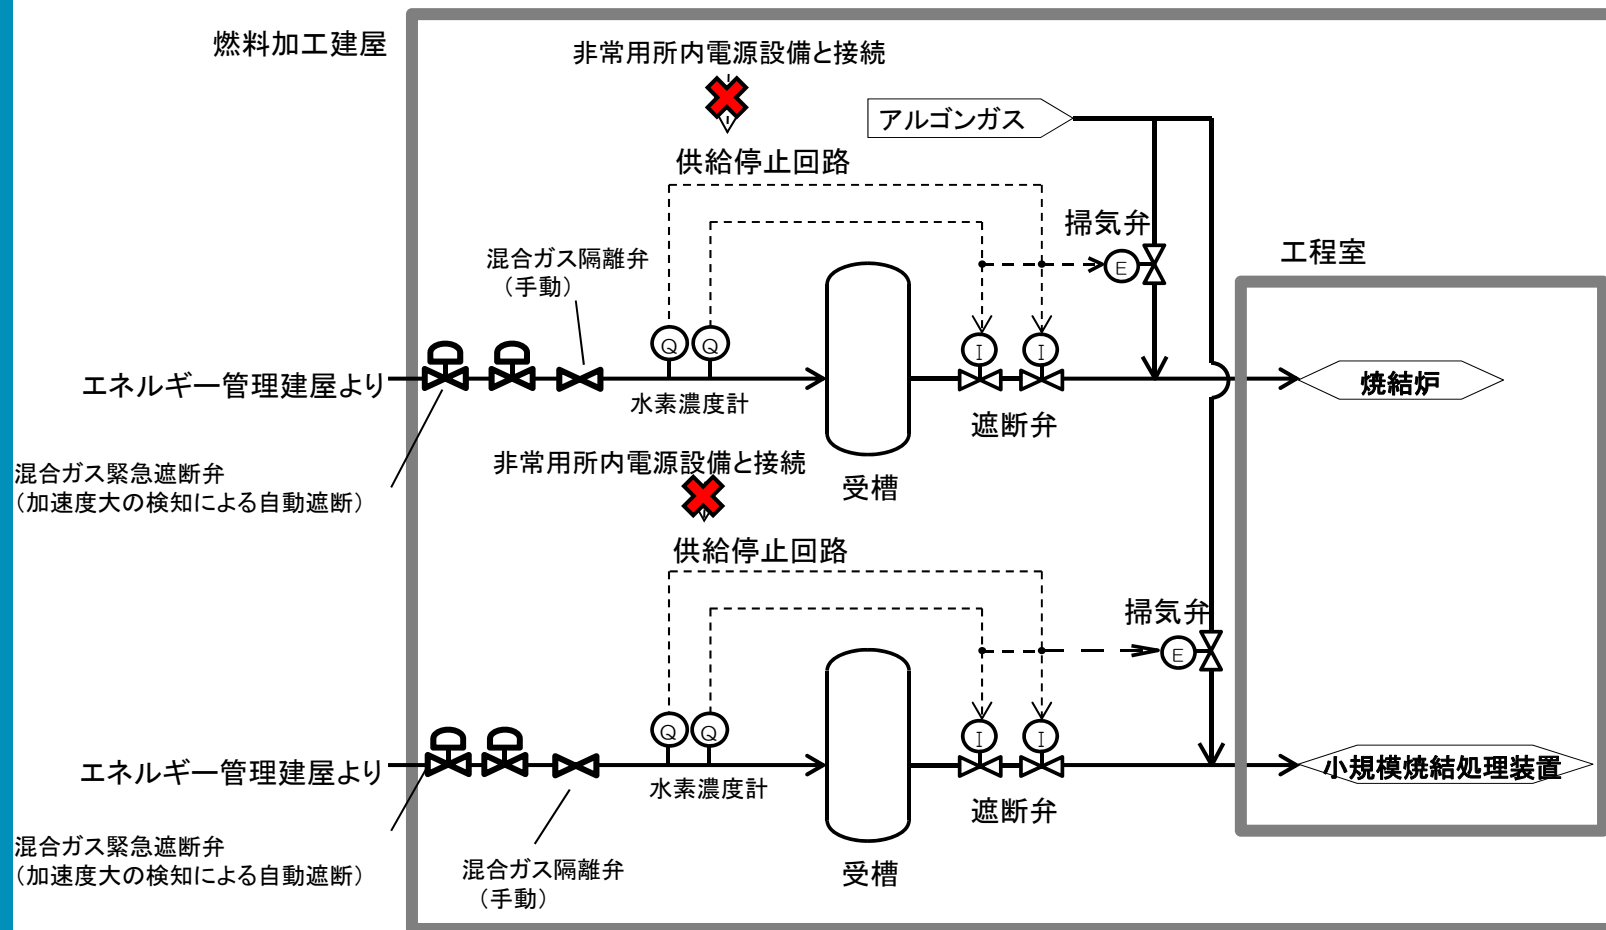 燃料加工建屋
非常用所内電源設備と接続
アルゴンガス
供給停止回路
掃気弁
E
工程室
混合ガス隔離弁
（手動）
Q
Q
I
I
エネルギー管理建屋より
水素濃度計
遮断弁
焼結炉
混合ガス緊急遮断弁
（加速度大の検知による自動遮断）
受槽
非常用所内電源設備と接続
供給停止回路
掃気弁
E
Q
Q
I
I
エネルギー管理建屋より
水素濃度計
遮断弁
小規模焼結処理装置
混合ガス緊急遮断弁
（加速度大の検知による自動遮断）
混合ガス隔離弁
（手動）
受槽